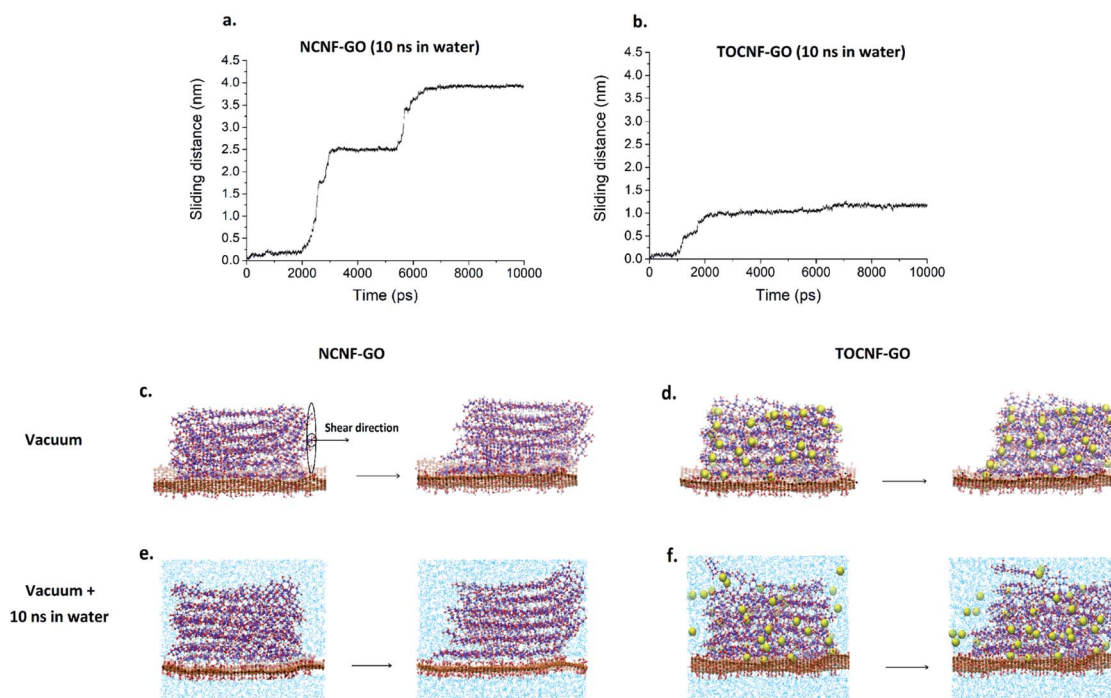 a.
NCNF-GO (10 ns in water)
4.5
4.0
3.5
3.0
2.5
2.0
1.5
1.0
0.5
0.0
Sliding distance (nm)
0 2000 4000 6000 8000 10000
Time (ps)
b.
TOCNF-GO (10 ns in water)
4.5
4.0
3.5
3.0
2.5
2.0
1.5
1.0
0.5
0.0
Sliding distance (nm)
0 2000 4000 6000 8000 10000
Time (ps)
NCNF-GO
TOCNF-GO
Vacuum
c.
Shear direction
d.
Vacuum +
10 ns in water
e.
f.